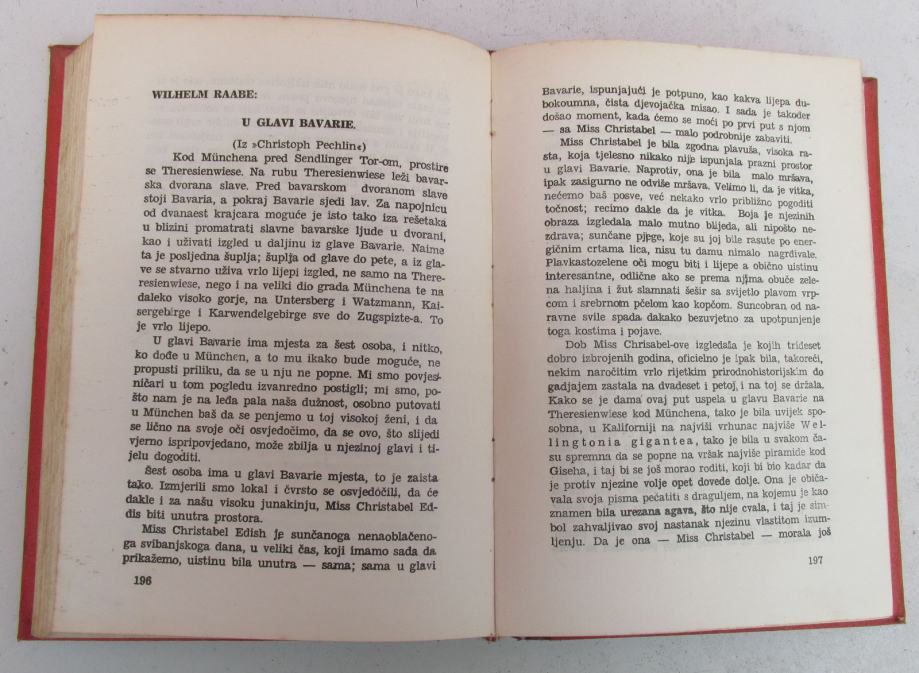 WILHELM RAABE:
U GLAVI BAVARIE.
(Iz »Christoph Pechlin«)
Kod Münchena pred Sendlinger Tor-om, prostire
se Theresienwiese. Na rubu Theresienwiese leži bavar-
ska dvorana slave. Pred bavarskom dvoranom slave
stoji Bavaria, a pokraj Bavarie sjedi lav. Za napojnicu
od dvanaest krajcara moguće je isto tako iza rešetaka
u blizini promatrati slavne bavarske ljude u dvorani,
kao i uživati izgled u daljinu iz glave Bavarie. Naime
ta je posljedna šuplja; šuplja od glave do pete, a iz gla-
ve se stvarno uživa vrlo lijepi izgled, ne samo na There-
resienwiese, nego i na veliki dio grada Münchena te na
daleko visoko gorje, na Untersberg i Watzmann, Kai-
sergebirge i Karwendelgebirge sve do Zugspizte-a. To
je vrlo lijepo.
U glavi Bavarie ima mjesta za šest osoba, i nitko,
ko dođe u München, a to mu ikako bude moguće, ne
propusti priliku, da se u nju ne popne. Mi smo povjes-
ničari u tom pogledu izvanredno postigli; mi smo, po-
što nam je na leđa pala naša dužnost, osobno putovati
u München baš da se penjemo u toj visokoj ženi, i da
se lično na svoje oči osvjedočimo, da se ovo, što slijedi
vjerno ispripovjedano, može zbilja u njezinoj glavi i ti-
jelu dogoditi.
Šest osoba ima u glavi Bavarie mjesta, to je zaista
tako. Izmjerili smo lokal i čvrsto se osvjedočili, da će
dakle i za našu visoku junakinju, Miss Christabel Ed-
dis biti unutra prostora.
Miss Christabel Edish je sunčanoga nenaoblačeno-
ga svibanjskoga dana, u veliki čas, koji imamo sada da
prikažemo, uistinu bila unutra — sama; sama u glavi
196
Bavarie, ispunjajući je potpuno, kao kakva lijepa du-
bokoumna, čista djevojačka misao. I sada je također
došao moment, kada ćemo se moći po prvi put s njom
— sa Miss Christabel — malo podrobnije zabaviti.
Miss Christabel je bila zgodna plavuša, visoka ra-
sta, koja tjelesno nikako nije ispunjala prazni prostor
u glavi Bavarie. Naprotiv, ona je bila malo mršava,
ipak zasigurno ne odviše mršava. Velimo li, da je vitka,
nećemo baš posve, već nekako vrlo približno pogoditi
točnost; recimo dakle da je vitka. Boja je njezinih
obraza izgledala malo mutno blijeda, ali nipošto ne-
zdrava; sunčane pjege, koje su joj bile rasute po ener-
gičnim crtama lica, nisu tu damu nimalo nagrđivale.
Plavkastozelene oči mogu biti i lijepe a obično uistinu
interesantne, odlične ako se prema njima obuče zele-
na haljina i žut slamnati šešir sa svijetlo plavom vrp-
com i srebrnom pčelom kao kopčom. Suncobran od na-
ravne svile spada dakako bezuvjetno za upotpunjenje
toga kostima i pojave.
Dob Miss Chrisabel-ove izgledala je kojih trideset
dobro izbrojenih godina, oficielno je ipak bila, takoreći,
nekim naročitim vrlo rijetkim prirodnohistorijskim do
gadjajem zastala na dvadeset i petoj, i na toj se držala.
Kako se je dama ovaj put uspela u glavu Bavarie na
Theresienwiese kod Münchena, tako je bila uvijek spo-
sobna, u Kaliforniji na najviši vrhunac najviše Wel-
lingtonia gigantea, tako je bila u svakom ča-
su spremna da se popne na vršak najviše piramide kod
Giseha, i taj bi se još morao roditi, koji bi bio kadar da
je protiv njezine volje opet dovede dolje. Ona je običa-
vala svoja pisma pečatiti s draguljem, na kojemu je kao
znamen bila urezana agava, što nije cvala, i taj je sim-
bol zahvaljivao svoj nastanak njezinu vlastitom izum-
ljenju. Da je ona — Miss Christabel — morala još
197